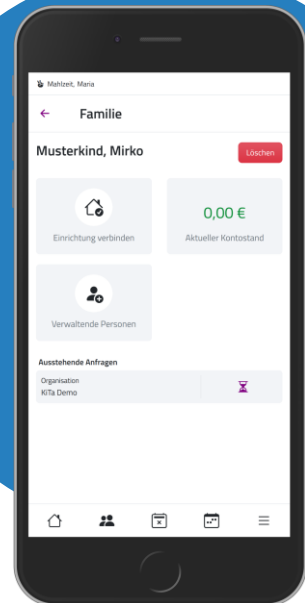 Mahlzeit, Maria
Familie
Musterkind, Mirko
Löschen
Einrichtung verbinden
0,00 €
Aktueller Kontostand
Verwaltende Personen
Ausstehende Anfragen
Organisation
KiTa Demo